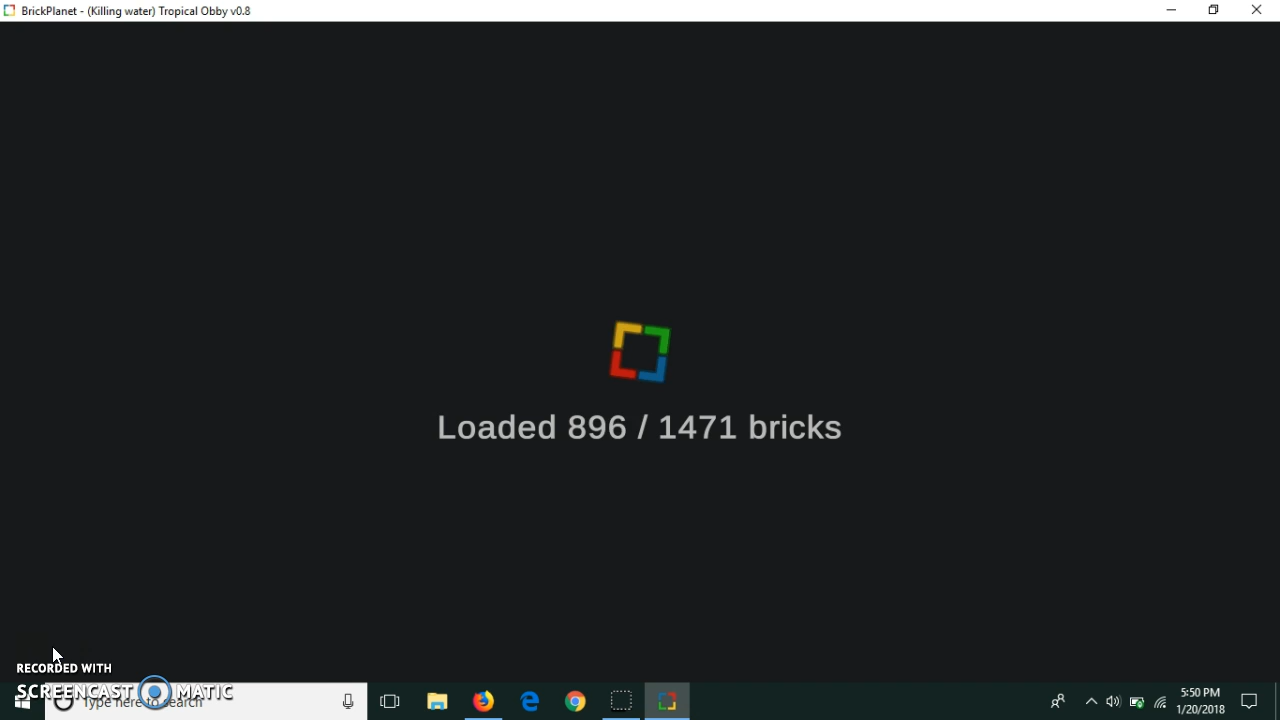 BrickPlanet - (Killing water) Tropical Obby v0.8
Loaded 896 / 1471 bricks
RECORDED WITH
SCREENCAST MATIC
Type here to search
5:50 PM
1/20/2018